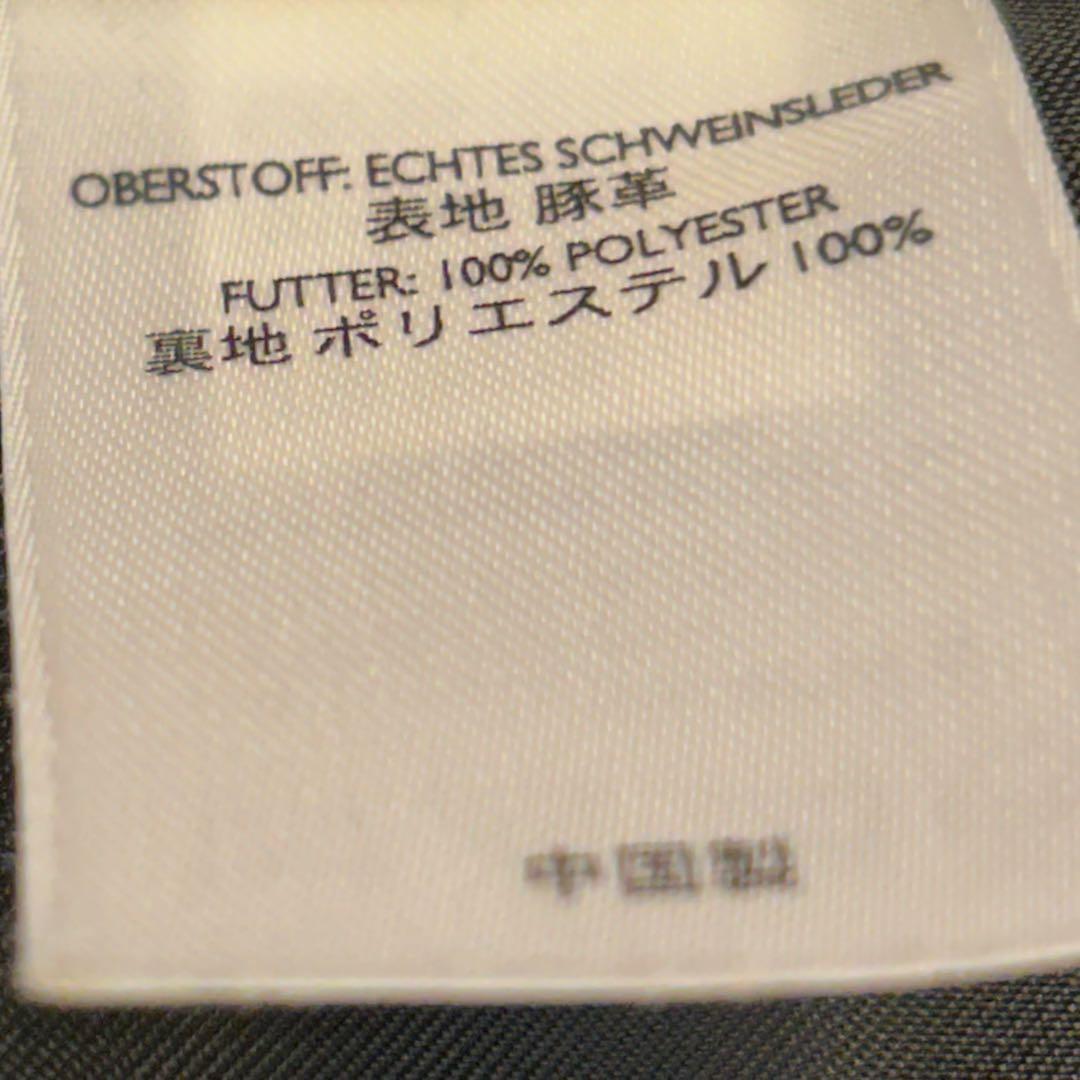 OBERSTOFF: ECHTES SCHWEINSLEDER
表地 豚革
FUTTER: 100% POLYESTER
裏地 ポリエステル 100%
中国製